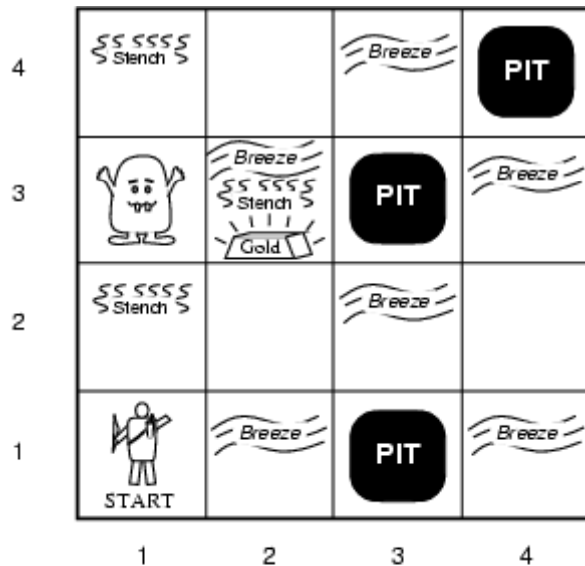 4
Stench
Breeze
PIT
3
Breeze
Stench
Gold
PIT
Breeze
2
Stench
Breeze
1
START
Breeze
PIT
Breeze
1 2 3 4